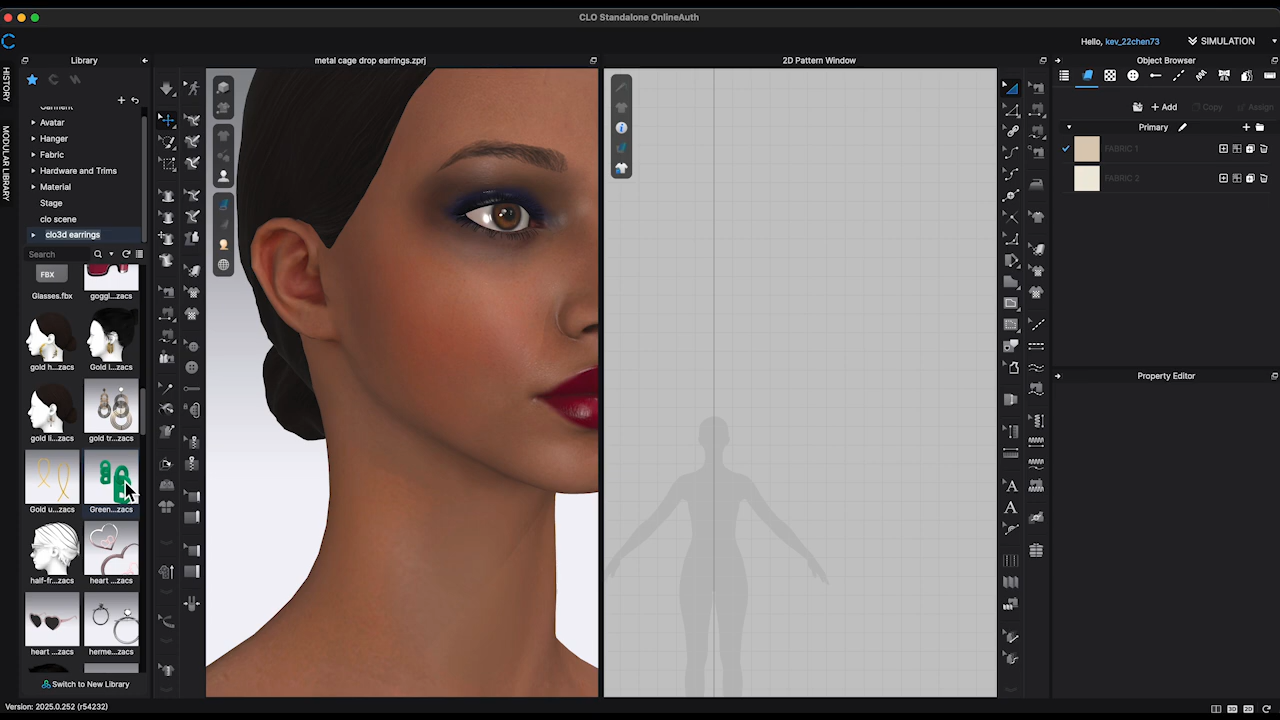 CLO Standalone OnlineAuth
Hello, kev_22chen73
SIMULATION
HISTORY
MODULAR LIBRARY
Library
metal cage drop earrings.zprj
2D Pattern Window
Object Browser
Garment
Avatar
Hanger
Fabric
Hardware and Trims
Material
Stage
clo scene
clo3d earrings
Search
FBX
Glasses.fbx
goggl...zacs
gold h...zacs
Gold l...zacs
gold li...zacs
gold tr...zacs
Gold u...zacs
Green...zacs
half-fr...zacs
heart ...zacs
heart ...zacs
herme...zacs
Switch to New Library
+ Add
Copy
Assign
Primary
FABRIC 1
FABRIC 2
Property Editor
A
A
Version: 2025.0.252 (r54232)
3D
2D